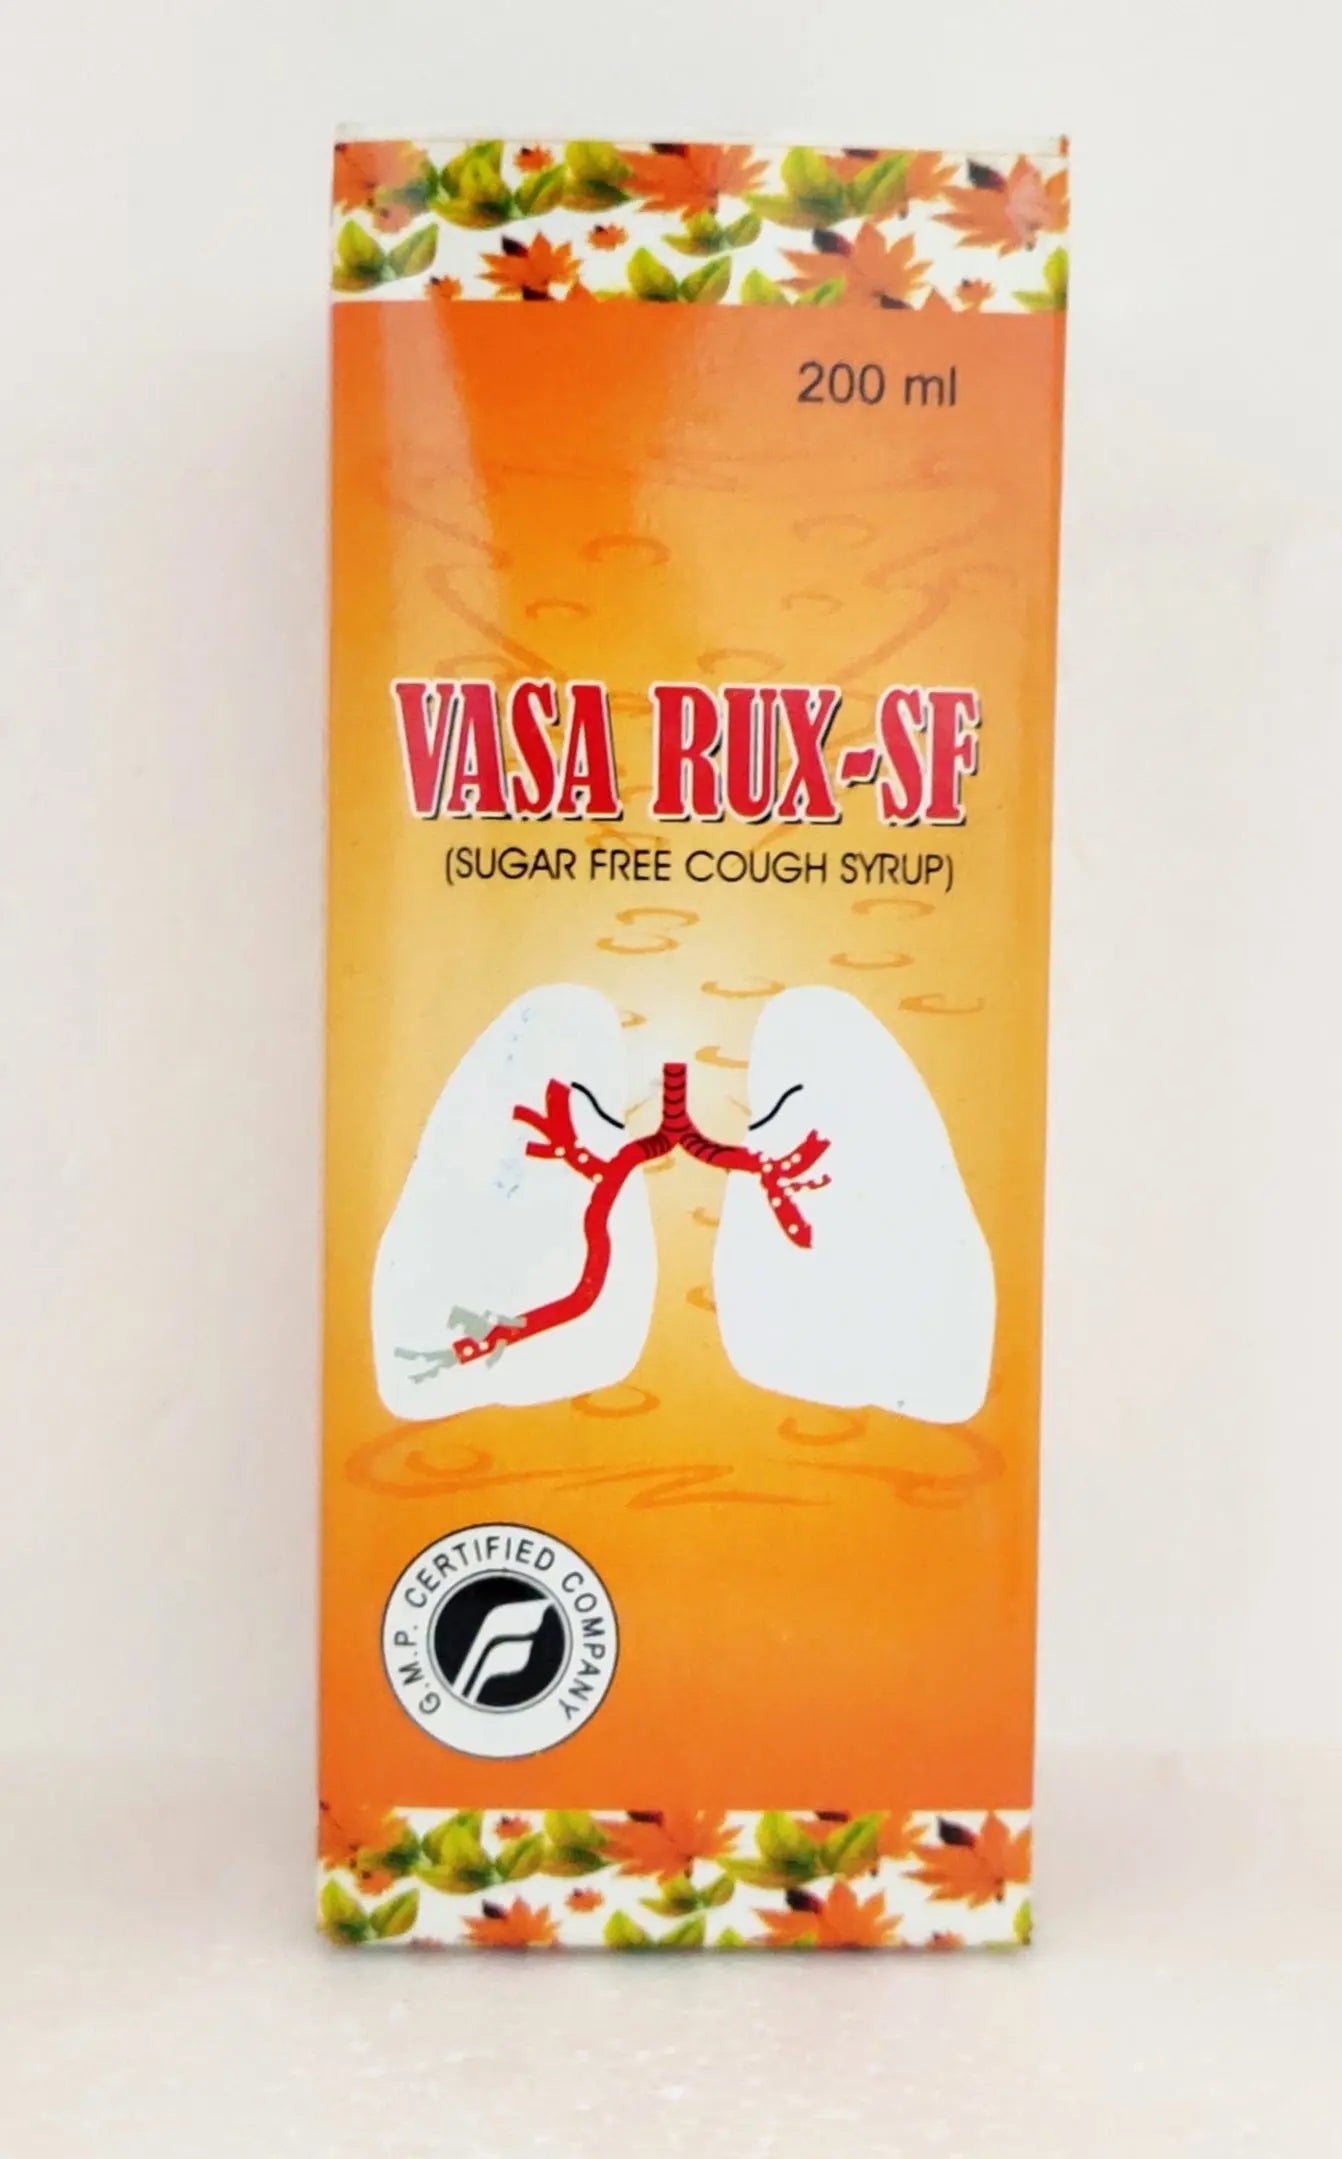 200 ml
VASA RUX-SF
(SUGAR FREE COUGH SYRUP)
G.M.P. CERTIFIED COMPANY